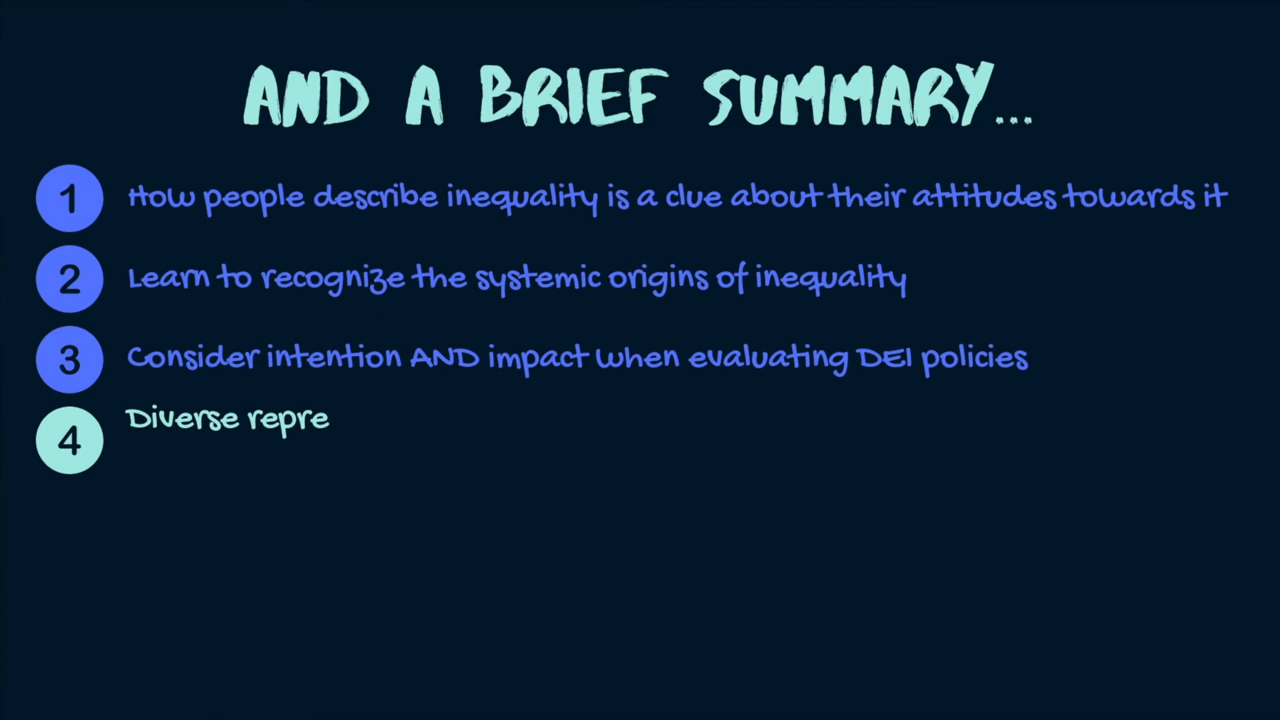 AND A BRIEF SUMMARY...
1 How people describe inequality is a clue about their attitudes towards it
2 Learn to recognize the systemic origins of inequality
3 Consider intention AND impact when evaluating DEI policies
4 Diverse repre